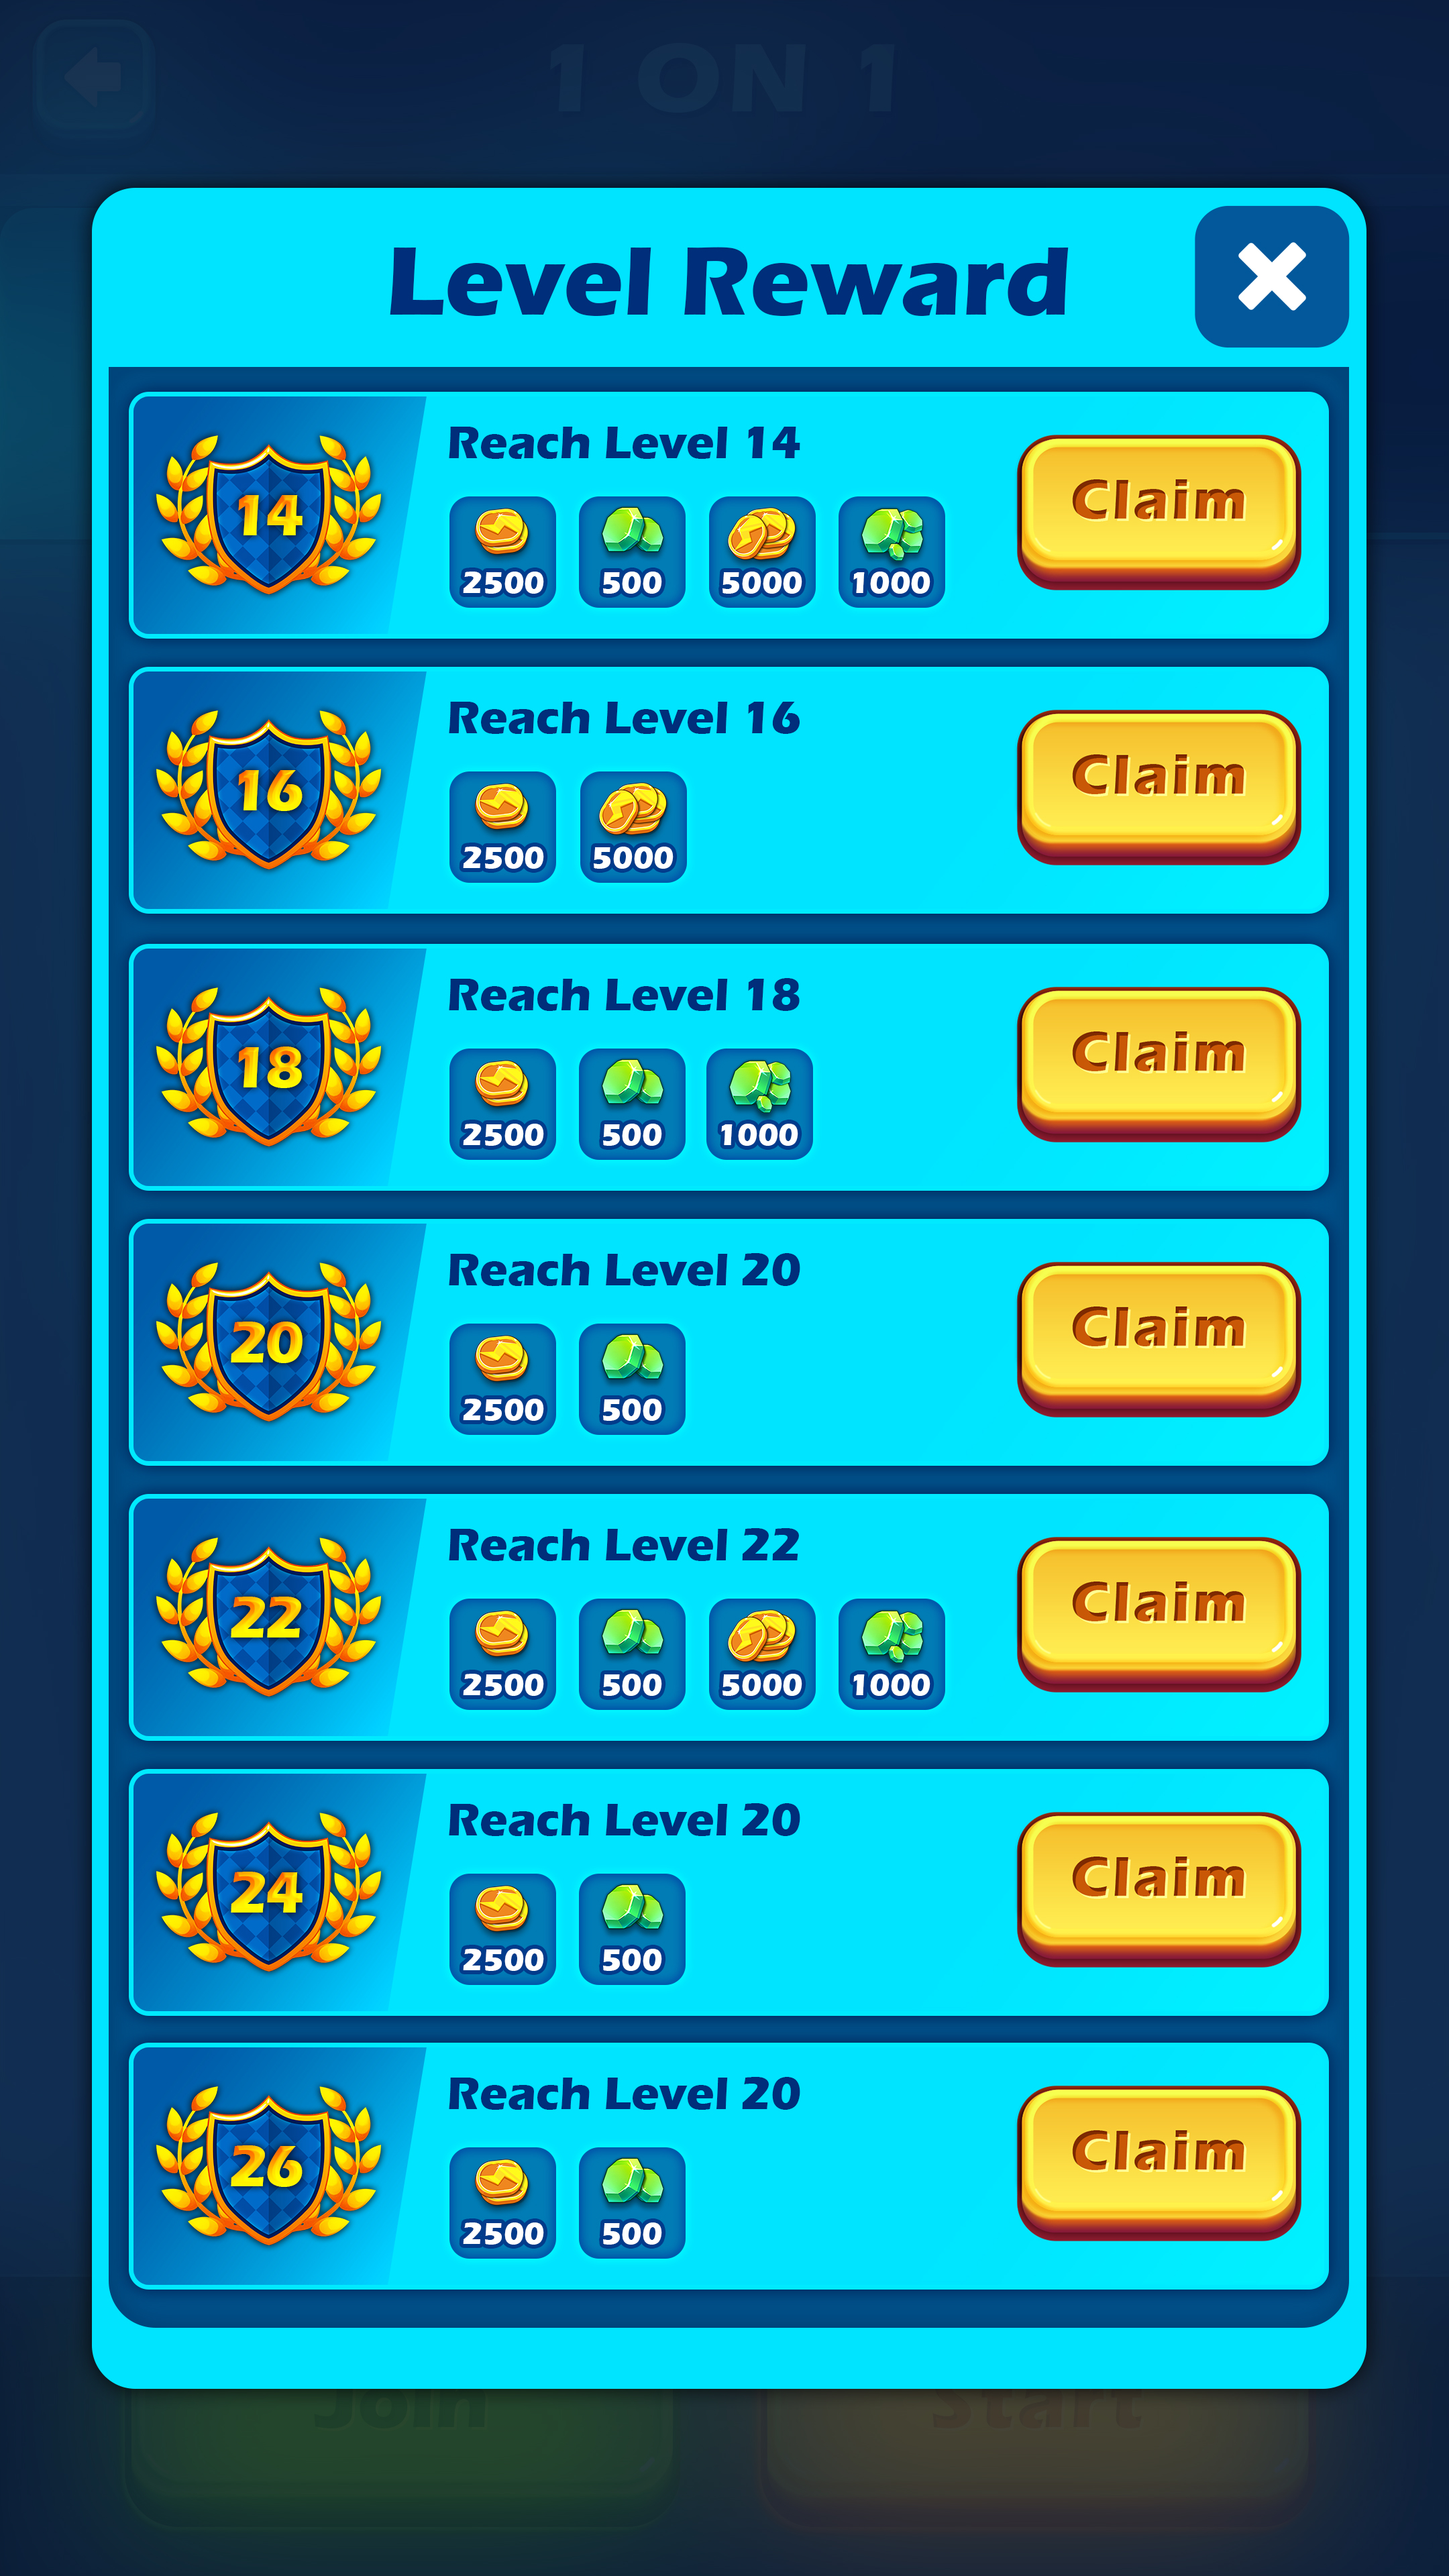 1 ON 1
Level Reward
14
Reach Level 14
Claim
2500 500 5000 1000
16
Reach Level 16
Claim
2500 5000
18
Reach Level 18
Claim
2500 500 1000
20
Reach Level 20
Claim
2500 500
22
Reach Level 22
Claim
2500 500 5000 1000
24
Reach Level 20
Claim
2500 500
26
Reach Level 20
Claim
2500 500
Join Start